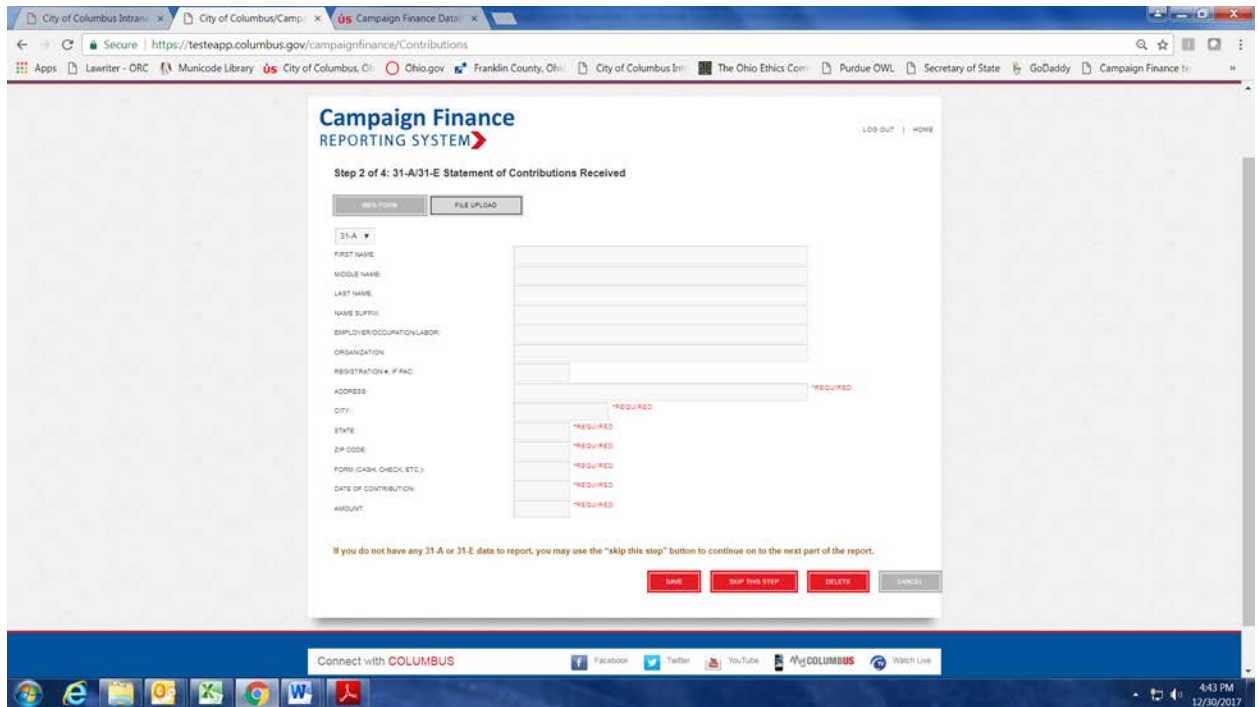 City of Columbus Intran
City of Columbus/Camp
ús Campaign Finance Data
Secure | https://testeapp.columbus.gov/campaignfinance/Contributions
Apps Lawriter - ORC Municode Library ús City of Columbus, O Ohio.gov Franklin County, Ohi City of Columbus Int The Ohio Ethics Com Purdue OWL Secretary of State GoDaddy Campaign Finance te »
Campaign Finance
REPORTING SYSTEM
LOG OUT | HOME
Step 2 of 4: 31-A/31-E Statement of Contributions Received
WEB FORM FILE UPLOAD
31-A
FIRST NAME:
MIDDLE NAME:
LAST NAME:
NAME SUFFIX:
EMPLOYER/OCCUPATION/LABOR:
ORGANIZATION:
REGISTRATION #, IF PAC:
ADDRESS: *REQUIRED
CITY: *REQUIRED
STATE: *REQUIRED
ZIP CODE: *REQUIRED
FORM (CASH, CHECK, ETC.): *REQUIRED
DATE OF CONTRIBUTION: *REQUIRED
AMOUNT: *REQUIRED
If you do not have any 31-A or 31-E data to report, you may use the "skip this step" button to continue on to the next part of the report.
SAVE SKIP THIS STEP DELETE CANCEL
Connect with COLUMBUS Facebook Twitter YouTube MyCOLUMBUS Watch Live
4:43 PM
12/30/2017